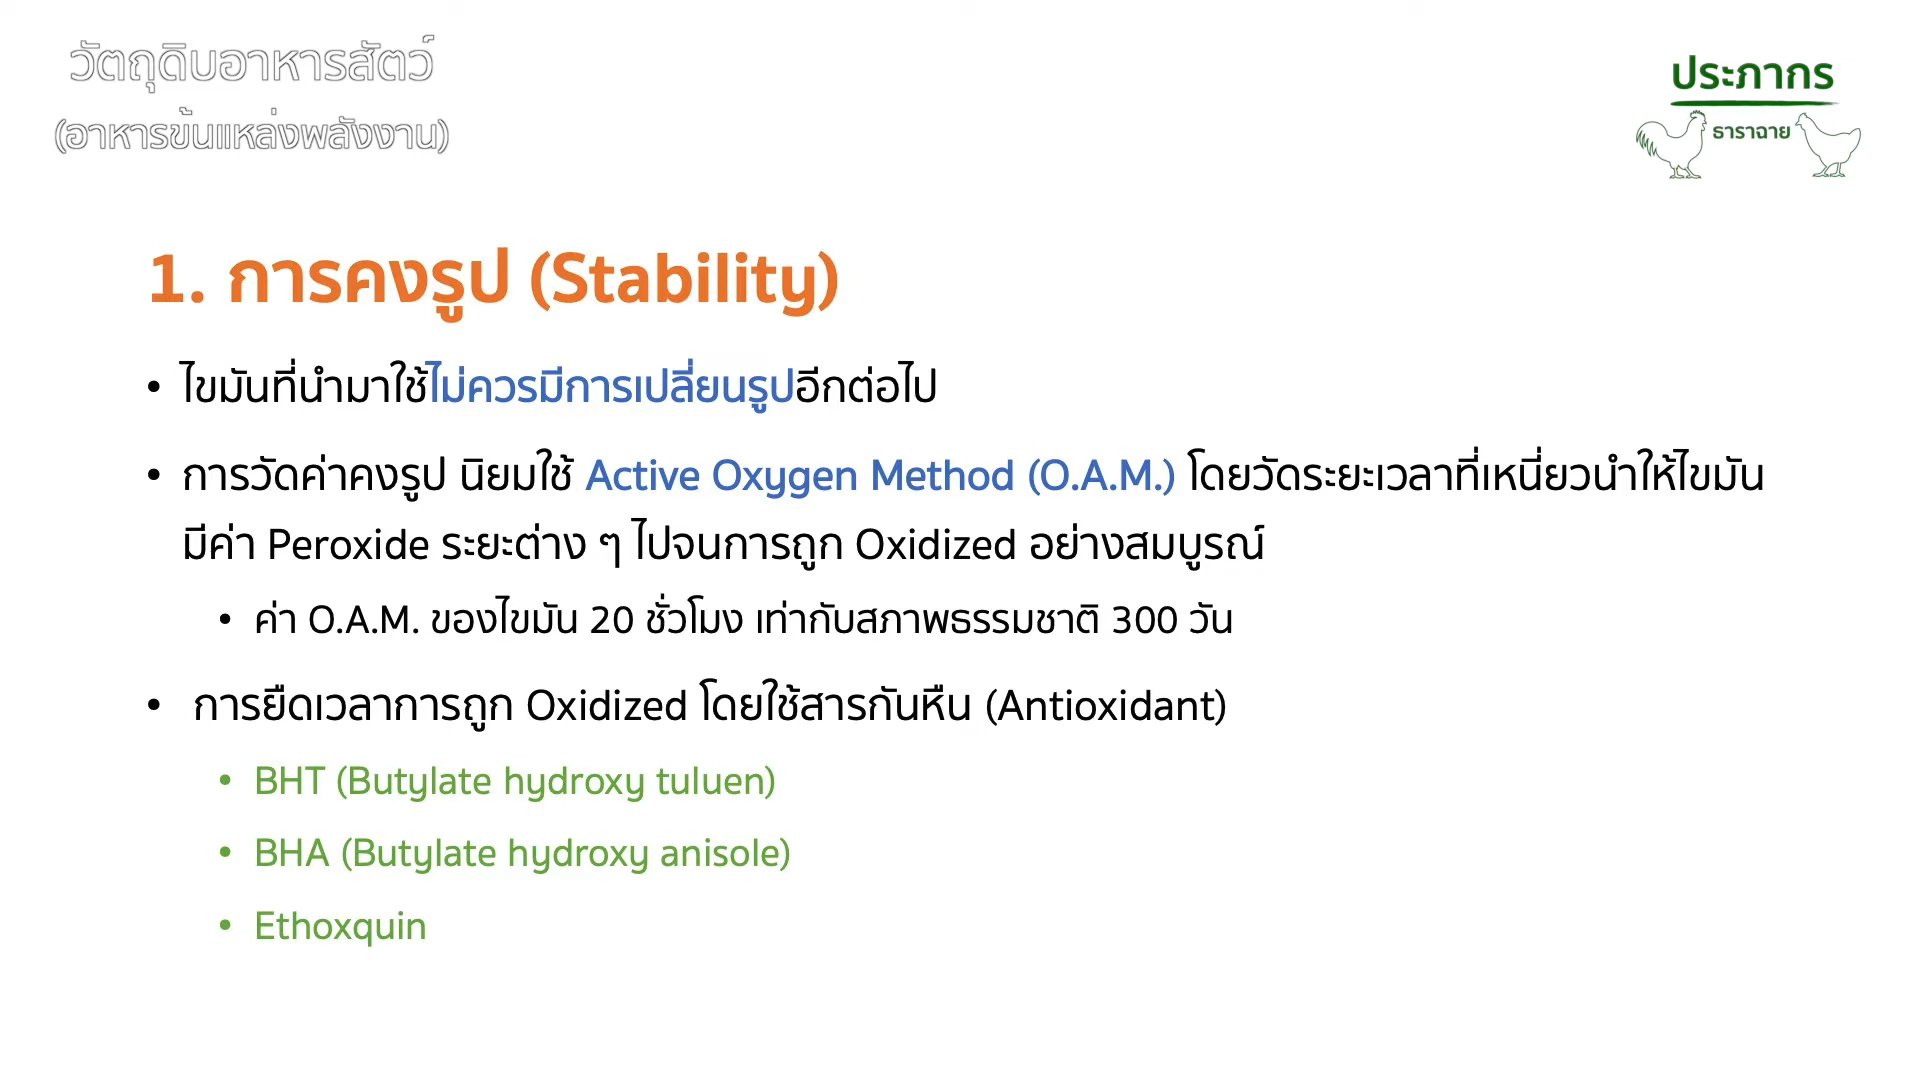 วัตถุดิบอาหารสัตว์
(อาหารข้นแหล่งพลังงาน)
ประภากร
ธาราฉาย
1. การคงรูป (Stability)
• ไขมันที่นำมาใช้ไม่ควรมีการเปลี่ยนรูปอีกต่อไป
• การวัดค่าคงรูป นิยมใช้ Active Oxygen Method (O.A.M.) โดยวัดระยะเวลาที่เหนี่ยวนำให้ไขมัน
มีค่า Peroxide ระยะต่าง ๆ ไปจนการถูก Oxidized อย่างสมบูรณ์
• ค่า O.A.M. ของไขมัน 20 ชั่วโมง เท่ากับสภาพธรรมชาติ 300 วัน
• การยืดเวลาการถูก Oxidized โดยใช้สารกันหืน (Antioxidant)
• BHT (Butylate hydroxy tuluen)
• BHA (Butylate hydroxy anisole)
• Ethoxquin